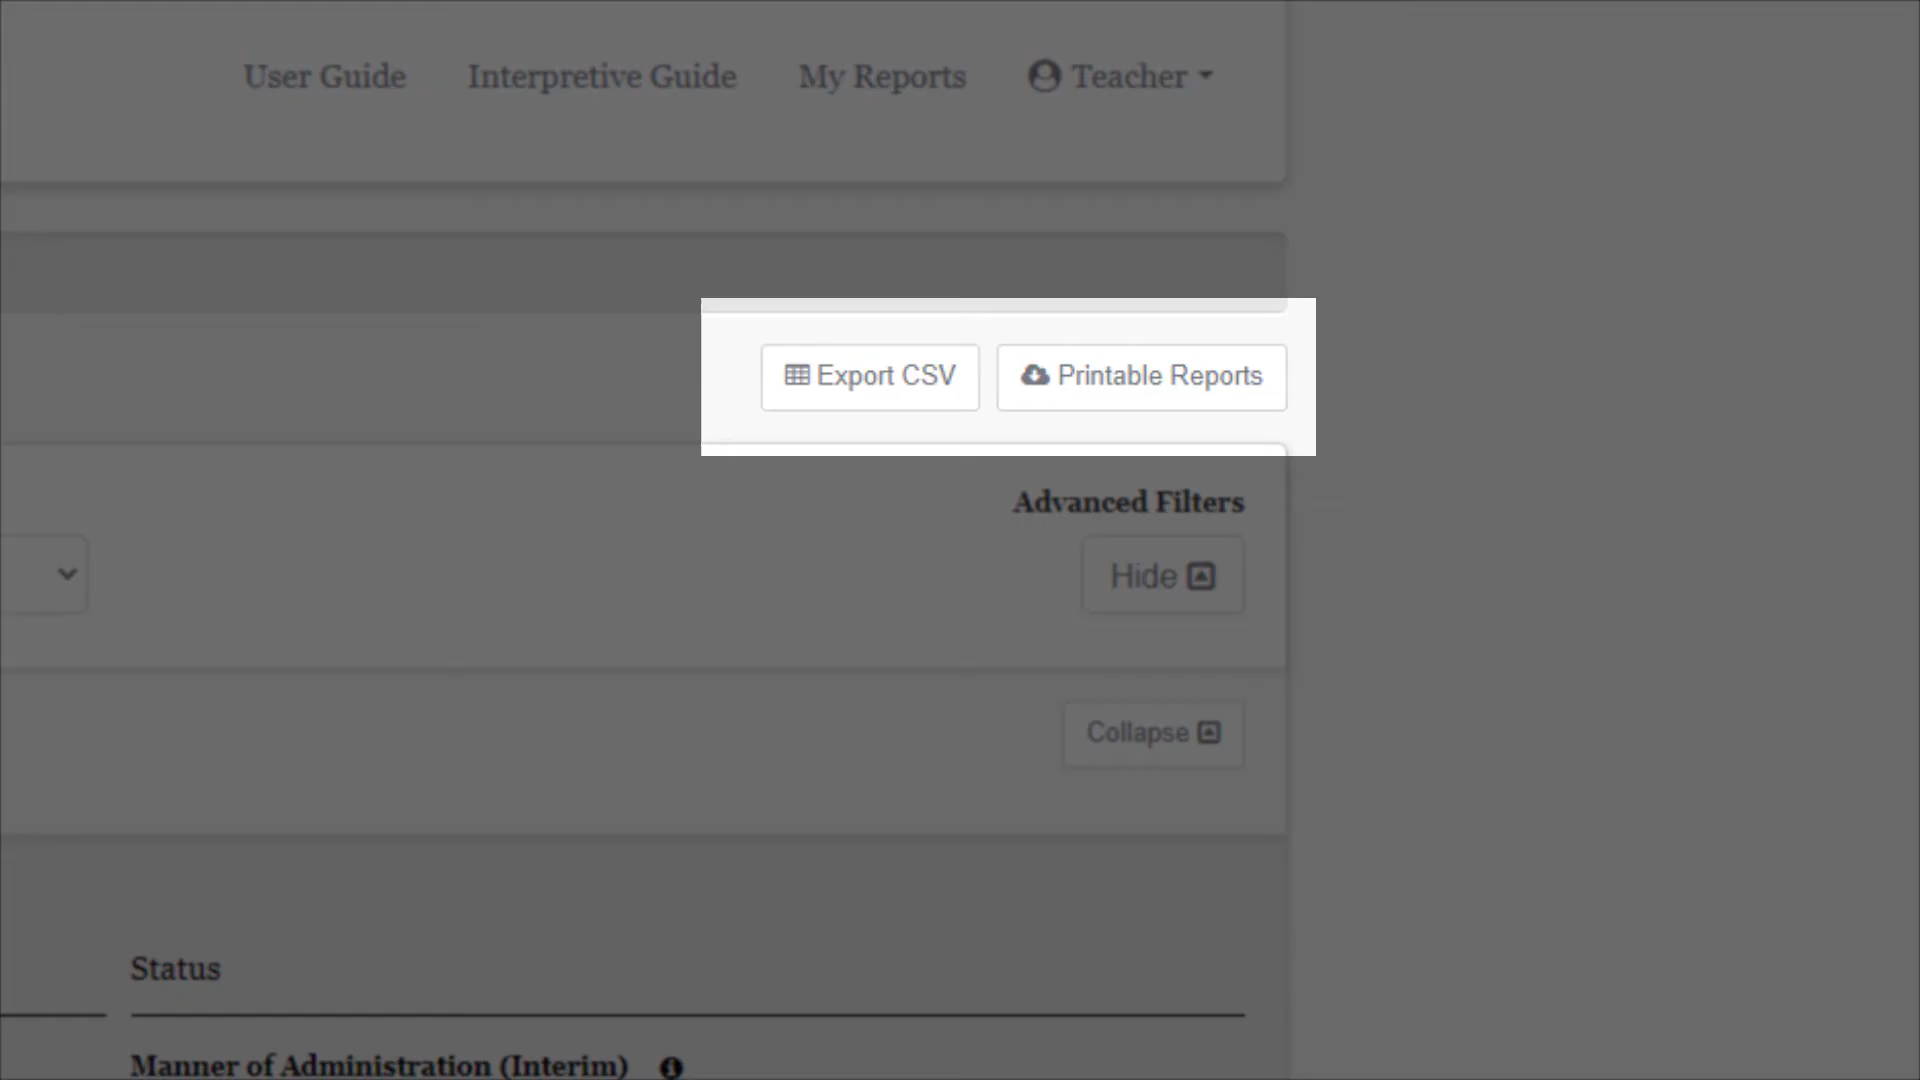 User Guide Interpretive Guide My Reports Teacher
Export CSV Printable Reports
Advanced Filters
Hide
Collapse
Status
Manner of Administration (Interim)